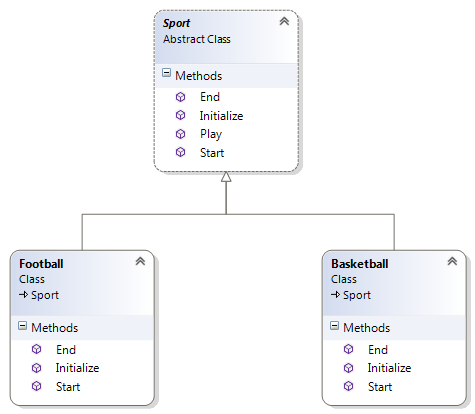 Sport
Abstract Class
Methods
End
Initialize
Play
Start
Football
Class
Sport
Methods
End
Initialize
Start
Basketball
Class
Sport
Methods
End
Initialize
Start